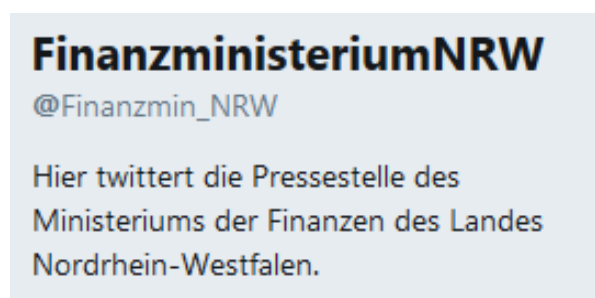 FinanzministeriumNRW
@Finanzmin_NRW
Hier twittert die Pressestelle des
Ministeriums der Finanzen des Landes
Nordrhein-Westfalen.